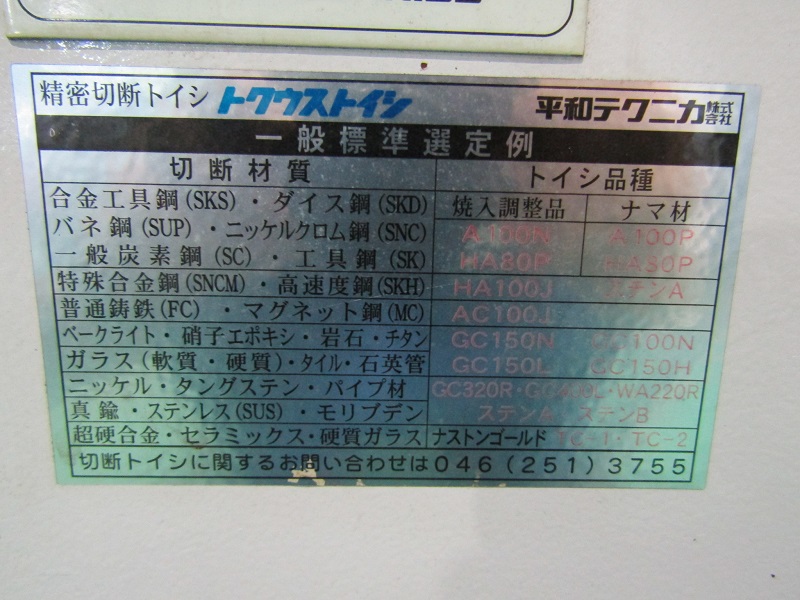 精密切断トイシ トクウストイシ 平和テクニカ株式会社
一般標準選定例
切断材質 トイシ品種
合金工具鋼(SKS)・ダイス鋼(SKD) 焼入調整品 ナマ材
バネ鋼(SUP)・ニッケルクロム鋼(SNC) A100N A100P
一般炭素鋼(SC)・工具鋼(SK) HA80P HA80P
特殊合金鋼(SNCM)・高速度鋼(SKH) HA100J ステンA
普通鋳鉄(FC)・マグネット鋼(MC) AC100L
ベークライト・硝子エポキシ・岩石・チタン GC150N GC100N
ガラス(軟質・硬質)・タイル・石英管 GC150L GC150H
ニッケル・タングステン・パイプ材 GC320R・ WA220R
真鍮・ステンレス(SUS)・モリブデン ステンA・ステンB
超硬合金・セラミックス・硬質ガラス ナストンゴールド TC-1・TC-2
切断トイシに関するお問い合わせは046(251)3755